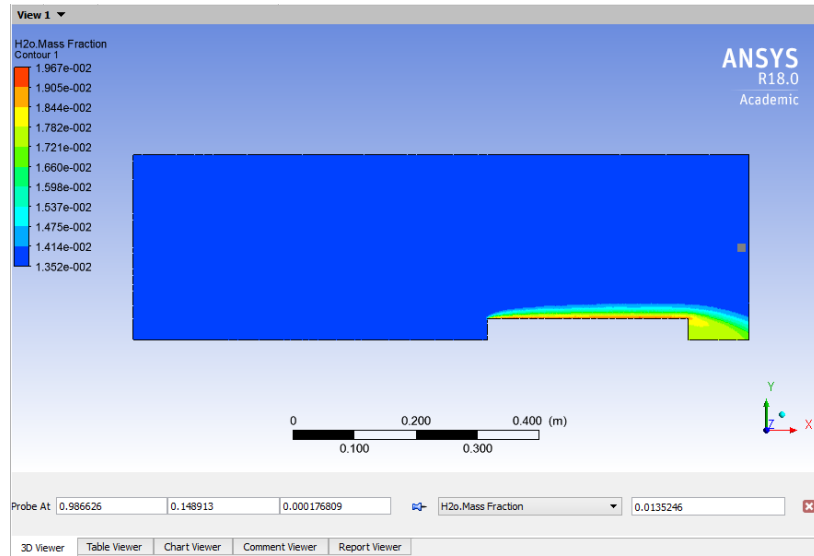 View 1
H2o.Mass Fraction
Contour 1
1.967e-002
1.905e-002
1.844e-002
1.782e-002
1.721e-002
1.660e-002
1.598e-002
1.537e-002
1.475e-002
1.414e-002
1.352e-002
ANSYS
R18.0
Academic
0 0.200 0.400 (m)
0.100 0.300
Y
Z X
Probe At 0.986626 0.148913 0.000176809 H2o.Mass Fraction 0.0135246
3D Viewer Table Viewer Chart Viewer Comment Viewer Report Viewer